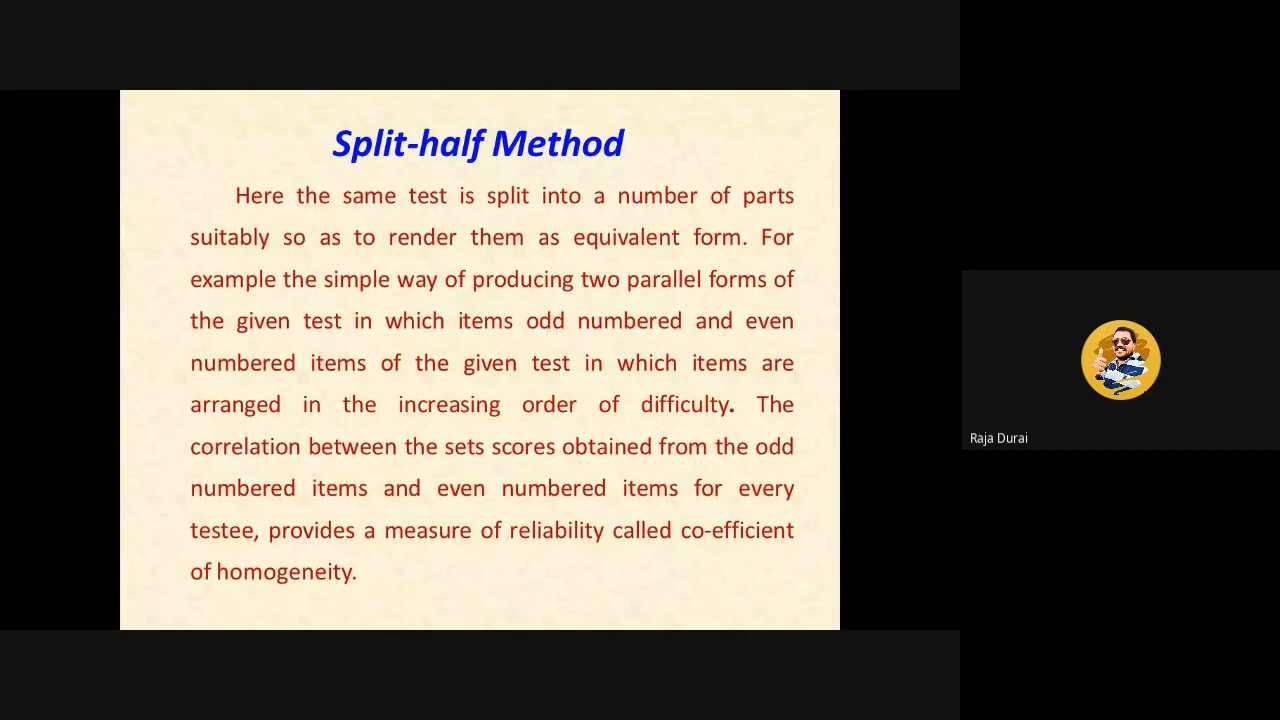 Split-half Method
Here the same test is split into a number of parts
suitably so as to render them as equivalent form. For
example the simple way of producing two parallel forms of
the given test in which items odd numbered and even
numbered items of the given test in which items are
arranged in the increasing order of difficulty. The
correlation between the sets scores obtained from the odd
numbered items and even numbered items for every
testee, provides a measure of reliability called co-efficient
of homogeneity.
Raja Durai